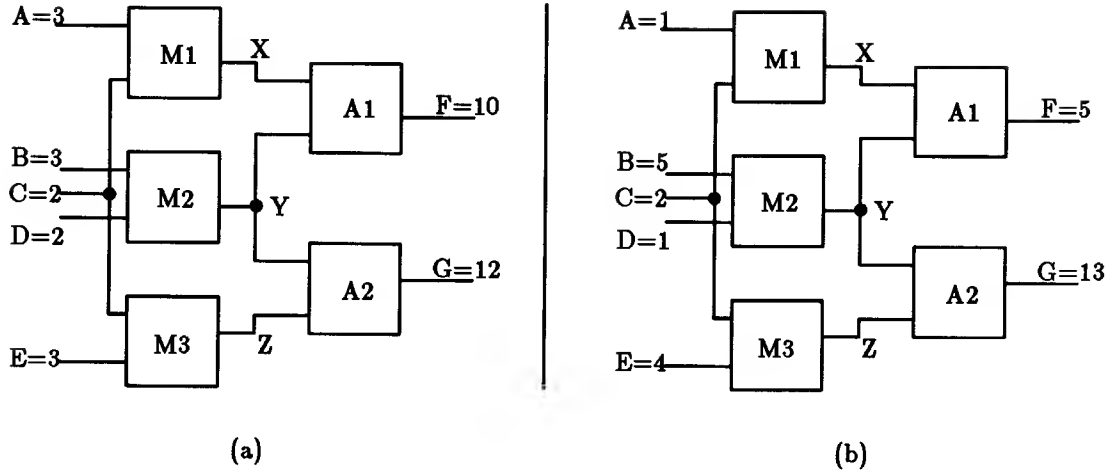 A=3
M1
X
A1
F=10
B=3
C=2
M2
Y
D=2
G=12
A2
M3
Z
E=3
(a)
A=1
M1
X
A1
F=5
B=5
C=2
M2
Y
D=1
G=13
A2
M3
Z
E=4
(b)